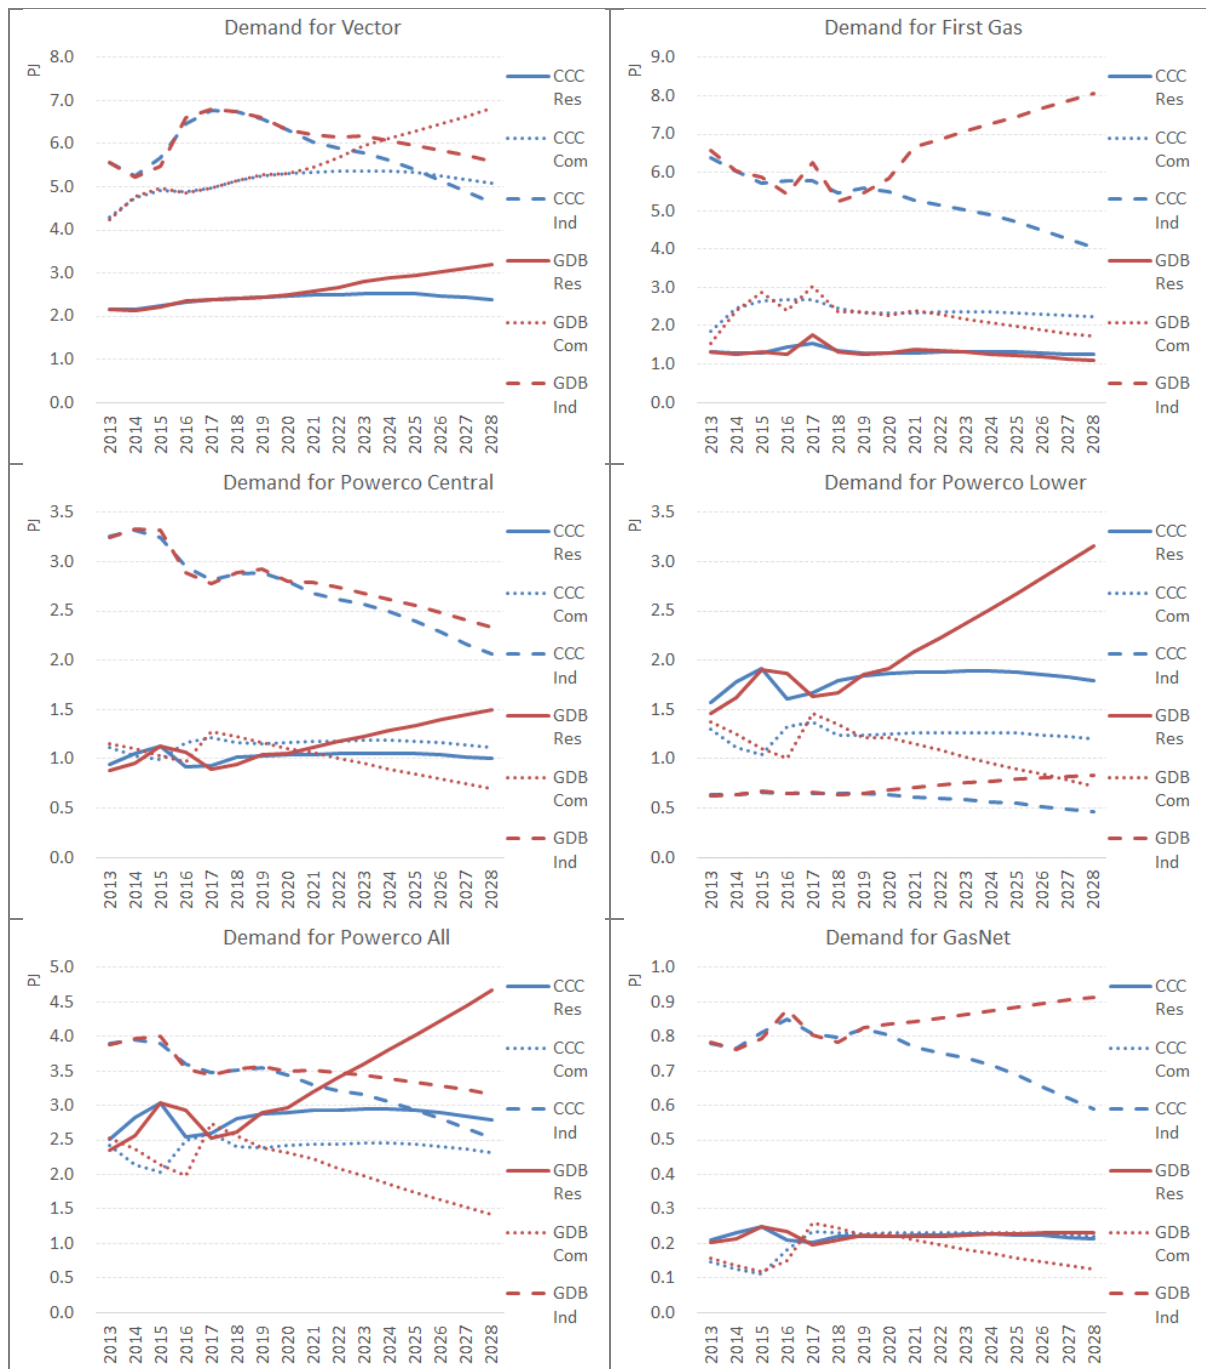 Demand for Vector
PJ
8.0
7.0
6.0
5.0
4.0
3.0
2.0
1.0
0.0
2013 2014 2015 2016 2017 2018 2019 2020 2021 2022 2023 2024 2025 2026 2027 2028
CCC
Res
CCC
Com
CCC
Ind
GDB
Res
GDB
Com
GDB
Ind
Demand for First Gas
PJ
9.0
8.0
7.0
6.0
5.0
4.0
3.0
2.0
1.0
0.0
2013 2014 2015 2016 2017 2018 2019 2020 2021 2022 2023 2024 2025 2026 2027 2028
CCC
Res
CCC
Com
CCC
Ind
GDB
Res
GDB
Com
GDB
Ind
Demand for Powerco Central
PJ
3.5
3.0
2.5
2.0
1.5
1.0
0.5
0.0
2013 2014 2015 2016 2017 2018 2019 2020 2021 2022 2023 2024 2025 2026 2027 2028
CCC
Res
CCC
Com
CCC
Ind
GDB
Res
GDB
Com
GDB
Ind
Demand for Powerco Lower
PJ
3.5
3.0
2.5
2.0
1.5
1.0
0.5
0.0
2013 2014 2015 2016 2017 2018 2019 2020 2021 2022 2023 2024 2025 2026 2027 2028
CCC
Res
CCC
Com
CCC
Ind
GDB
Res
GDB
Com
GDB
Ind
Demand for Powerco All
PJ
5.0
4.5
4.0
3.5
3.0
2.5
2.0
1.5
1.0
0.5
0.0
2013 2014 2015 2016 2017 2018 2019 2020 2021 2022 2023 2024 2025 2026 2027 2028
CCC
Res
CCC
Com
CCC
Ind
GDB
Res
GDB
Com
GDB
Ind
Demand for GasNet
PJ
1.0
0.9
0.8
0.7
0.6
0.5
0.4
0.3
0.2
0.1
0.0
2013 2014 2015 2016 2017 2018 2019 2020 2021 2022 2023 2024 2025 2026 2027 2028
CCC
Res
CCC
Com
CCC
Ind
GDB
Res
GDB
Com
GDB
Ind